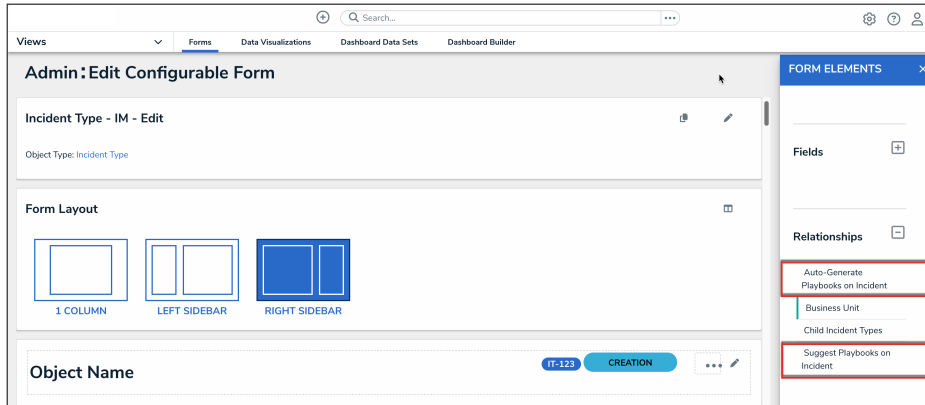 Search...
Views
Forms
Data Visualizations
Dashboard Data Sets
Dashboard Builder
Admin:Edit Configurable Form
Incident Type - IM - Edit
Object Type: Incident Type
Form Layout
1 COLUMN
LEFT SIDEBAR
RIGHT SIDEBAR
Object Name
IT-123
CREATION
FORM ELEMENTS
Fields
Relationships
Auto-Generate
Playbooks on Incident
Business Unit
Child Incident Types
Suggest Playbooks on
Incident